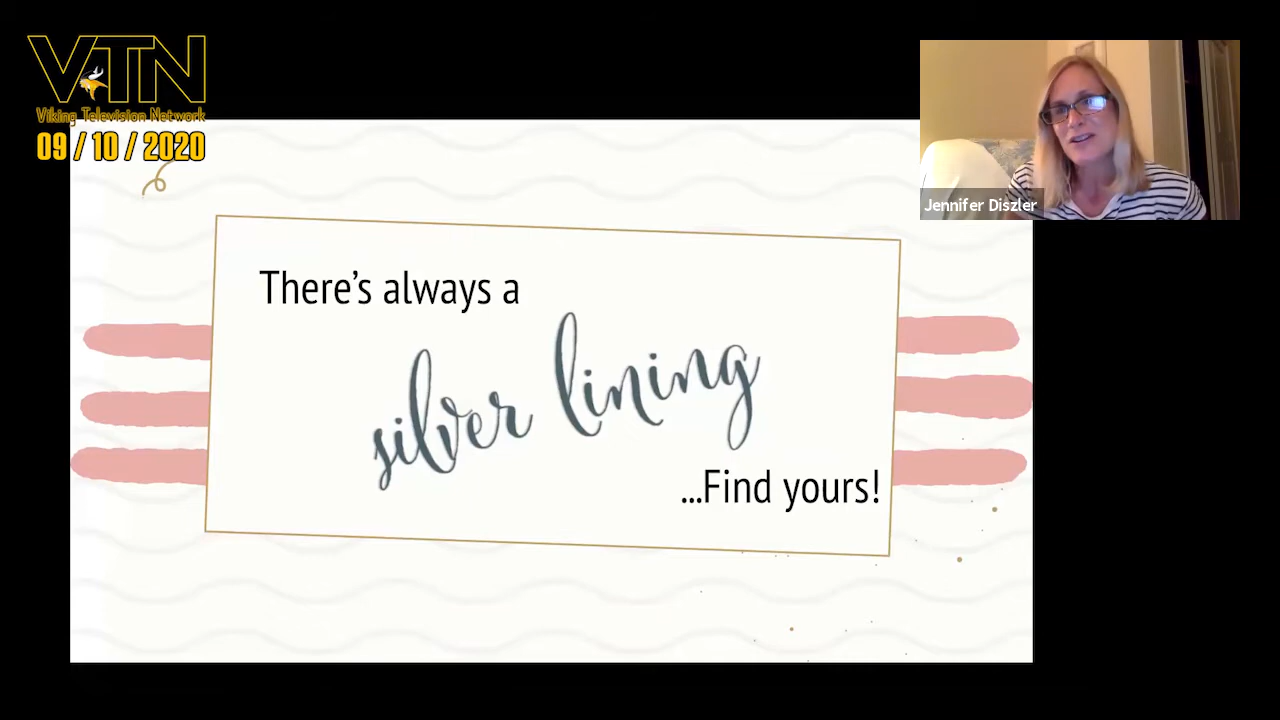 VTN
Viking Television Network
09 / 10 / 2020
Jennifer Diszler
There’s always a
silver lining
...Find yours!